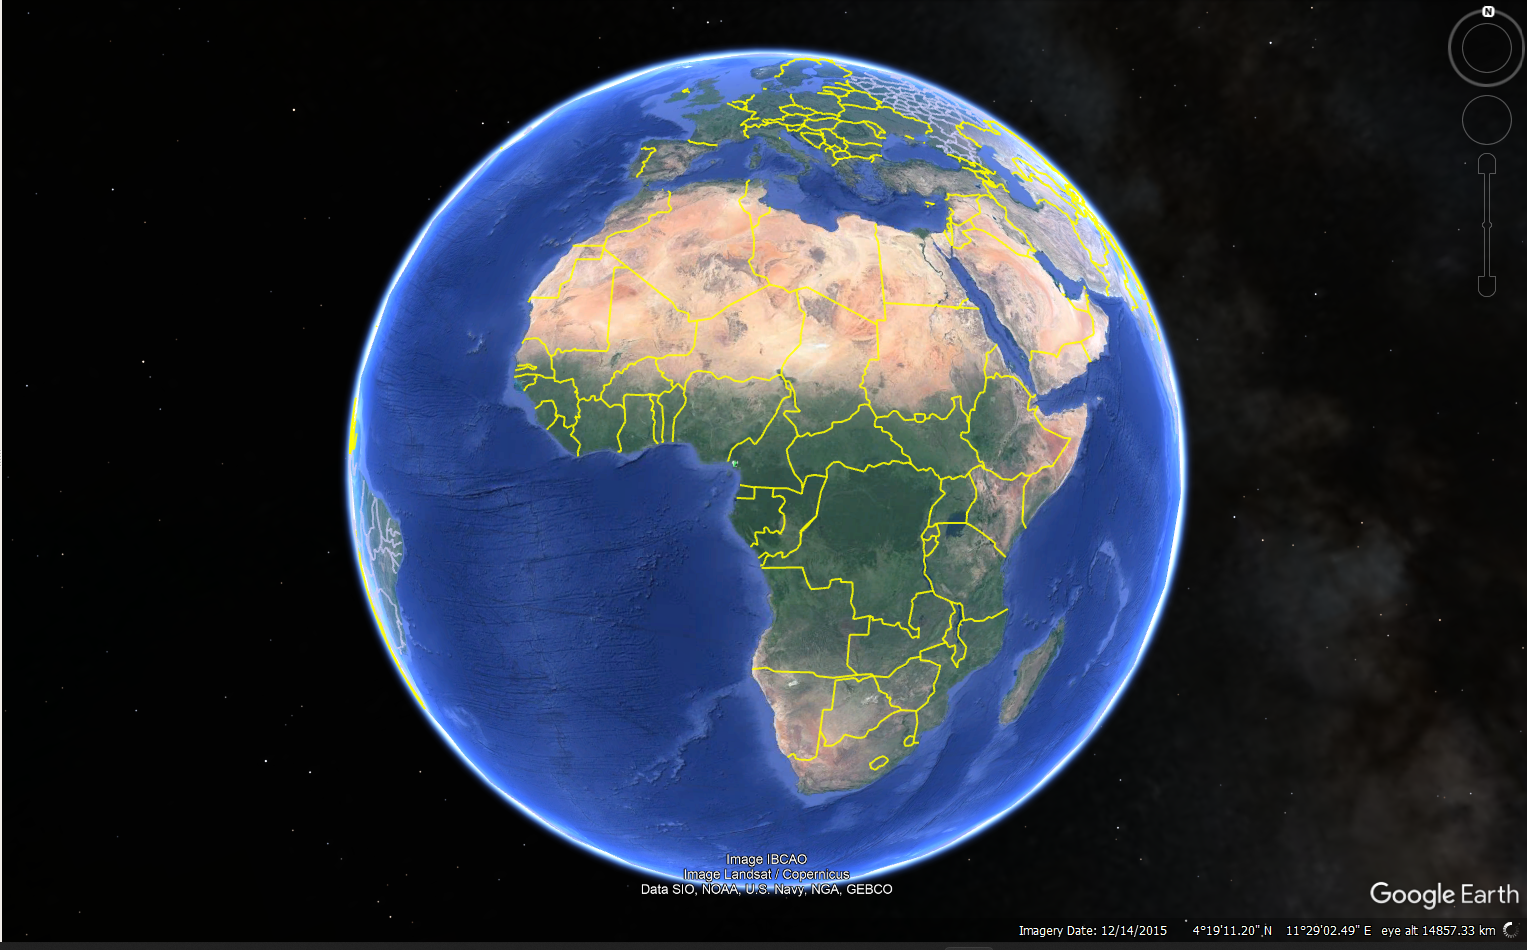 N
Image IBCAO
Image Landsat / Copernicus
Data SIO, NOAA, U.S. Navy, NGA, GEBCO
Google Earth
Imagery Date: 12/14/2015 4°19'11.20" N 11°29'02.49" E eye alt 14857.33 km